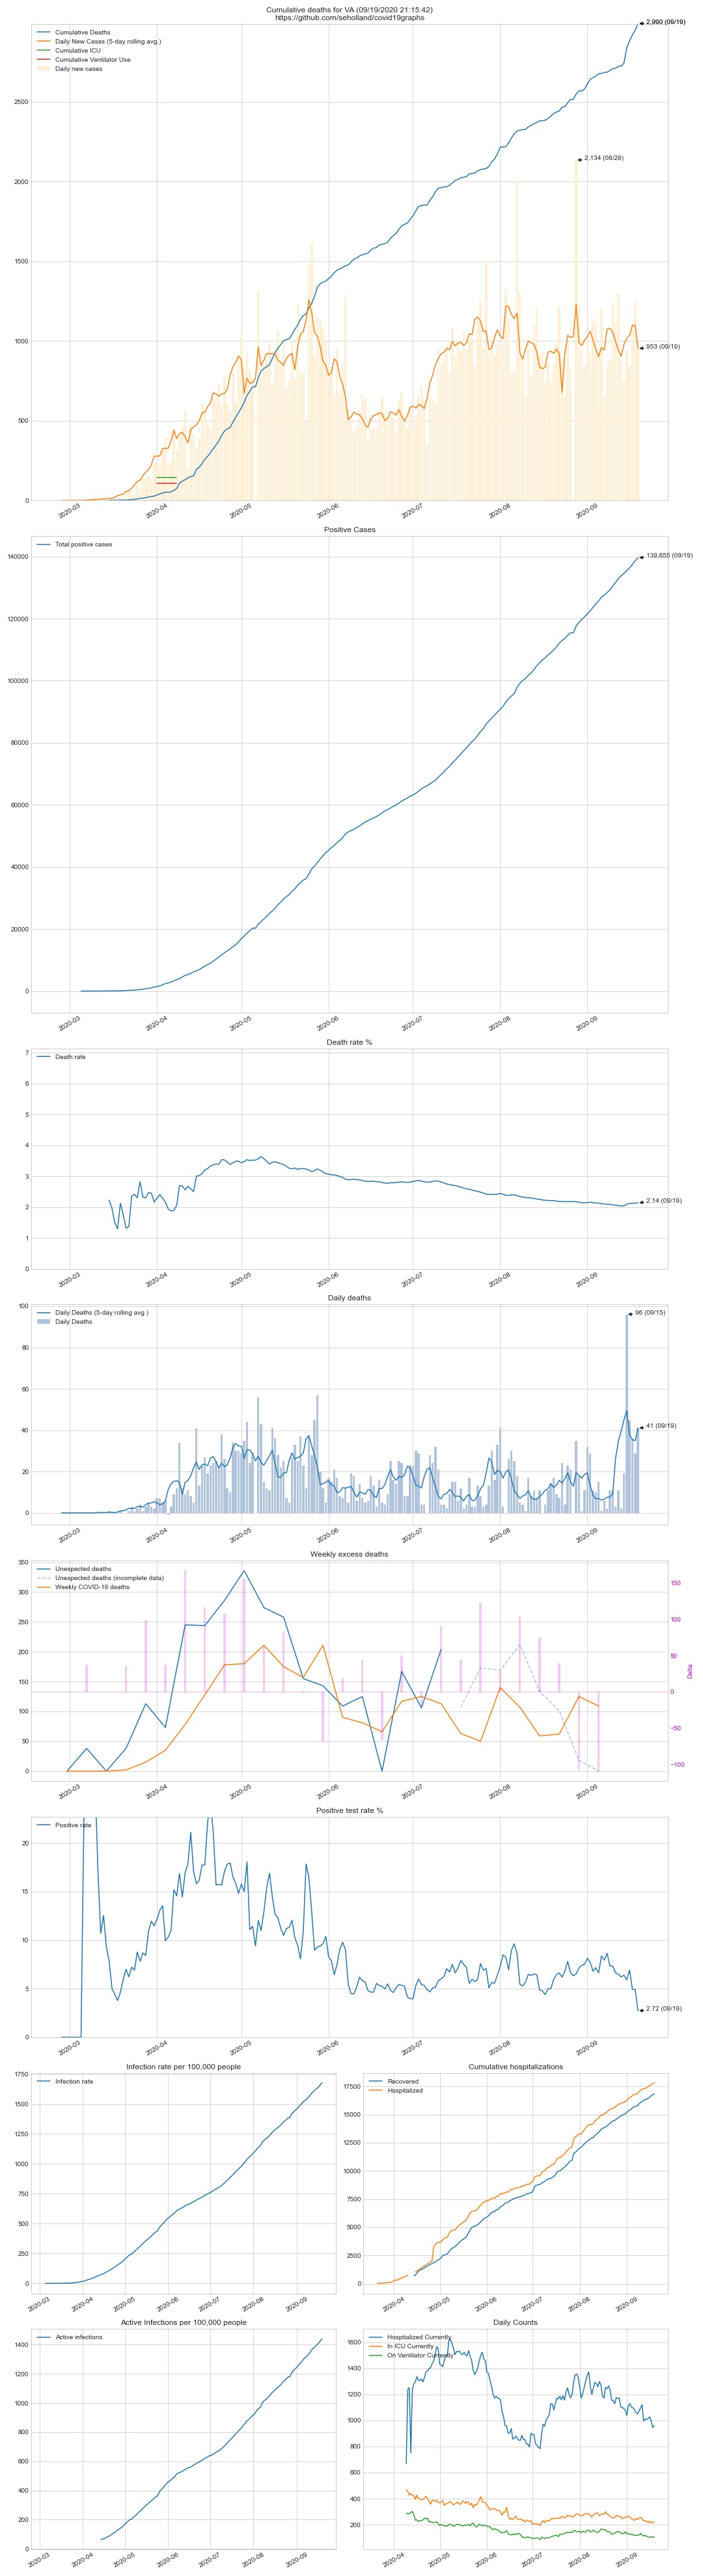 Cumulative deaths for VA (09/19/2020 21:15:42)
https://github.com/seholland/covid19graphs
Cumulative Deaths
Daily New Cases (5-day rolling avg.)
Cumulative ICU
Cumulative Ventilator Use
Daily new cases
2,990 (09/19)
2,134 (08/28)
953 (09/19)
2500
2000
1500
1000
500
0
2020-03 2020-04 2020-05 2020-06 2020-07 2020-08 2020-09
Positive Cases
Total positive cases
139,655 (09/19)
140000
120000
100000
80000
60000
40000
20000
0
2020-03 2020-04 2020-05 2020-06 2020-07 2020-08 2020-09
Death rate %
Death rate
2.14 (09/19)
7
6
5
4
3
2
1
0
2020-03 2020-04 2020-05 2020-06 2020-07 2020-08 2020-09
Daily deaths
Daily Deaths (5-day rolling avg.)
Daily Deaths
96 (09/15)
41 (09/19)
100
80
60
40
20
0
2020-03 2020-04 2020-05 2020-06 2020-07 2020-08 2020-09
Weekly excess deaths
Unexpected deaths
Unexpected deaths (incomplete data)
Weekly COVID-19 deaths
350
300
250
200
150
100
50
0
150
100
50
0
−50
−100
Delta
2020-03 2020-04 2020-05 2020-06 2020-07 2020-08 2020-09
Positive test rate %
Positive rate
2.72 (09/19)
20
15
10
5
0
2020-03 2020-04 2020-05 2020-06 2020-07 2020-08 2020-09
Infection rate per 100,000 people
Infection rate
1750
1500
1250
1000
750
500
250
0
2020-03 2020-04 2020-05 2020-06 2020-07 2020-08 2020-09
Cumulative hospitalizations
Recovered
Hospitalized
17500
15000
12500
10000
7500
5000
2500
0
2020-04 2020-05 2020-06 2020-07 2020-08 2020-09
Active Infections per 100,000 people
Active infections
1400
1200
1000
800
600
400
200
0
2020-03 2020-04 2020-05 2020-06 2020-07 2020-08 2020-09
Daily Counts
Hospitalized Currently
In ICU Currently
On Ventilator Currently
1600
1400
1200
1000
800
600
400
200
2020-04 2020-05 2020-06 2020-07 2020-08 2020-09